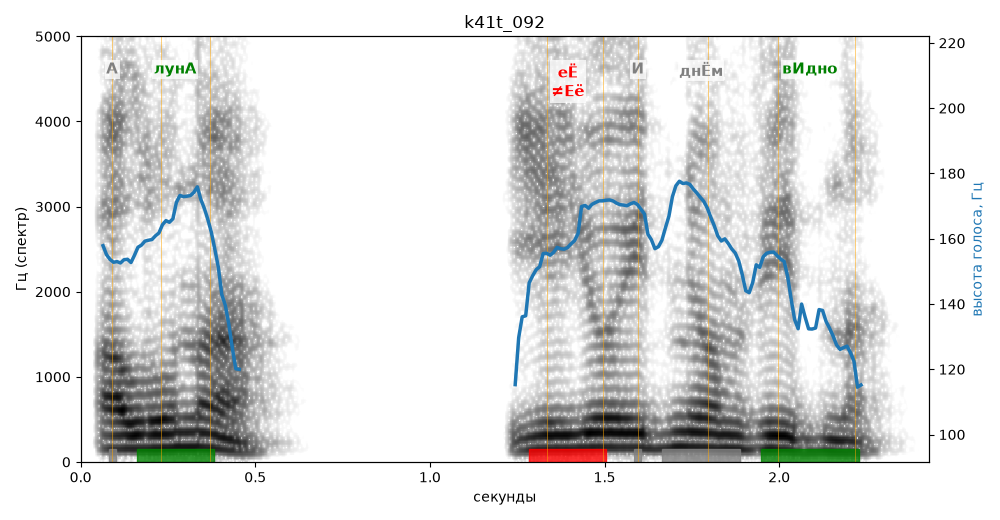 k41t_092
5000
4000
3000
2000
1000
0
Гц (спектр)
0.0
0.5
1.0
1.5
2.0
секунды
220
200
180
160
140
120
100
высота голоса, Гц
А
лунА
еЁ
≠Её
И
днЁм
вИдно